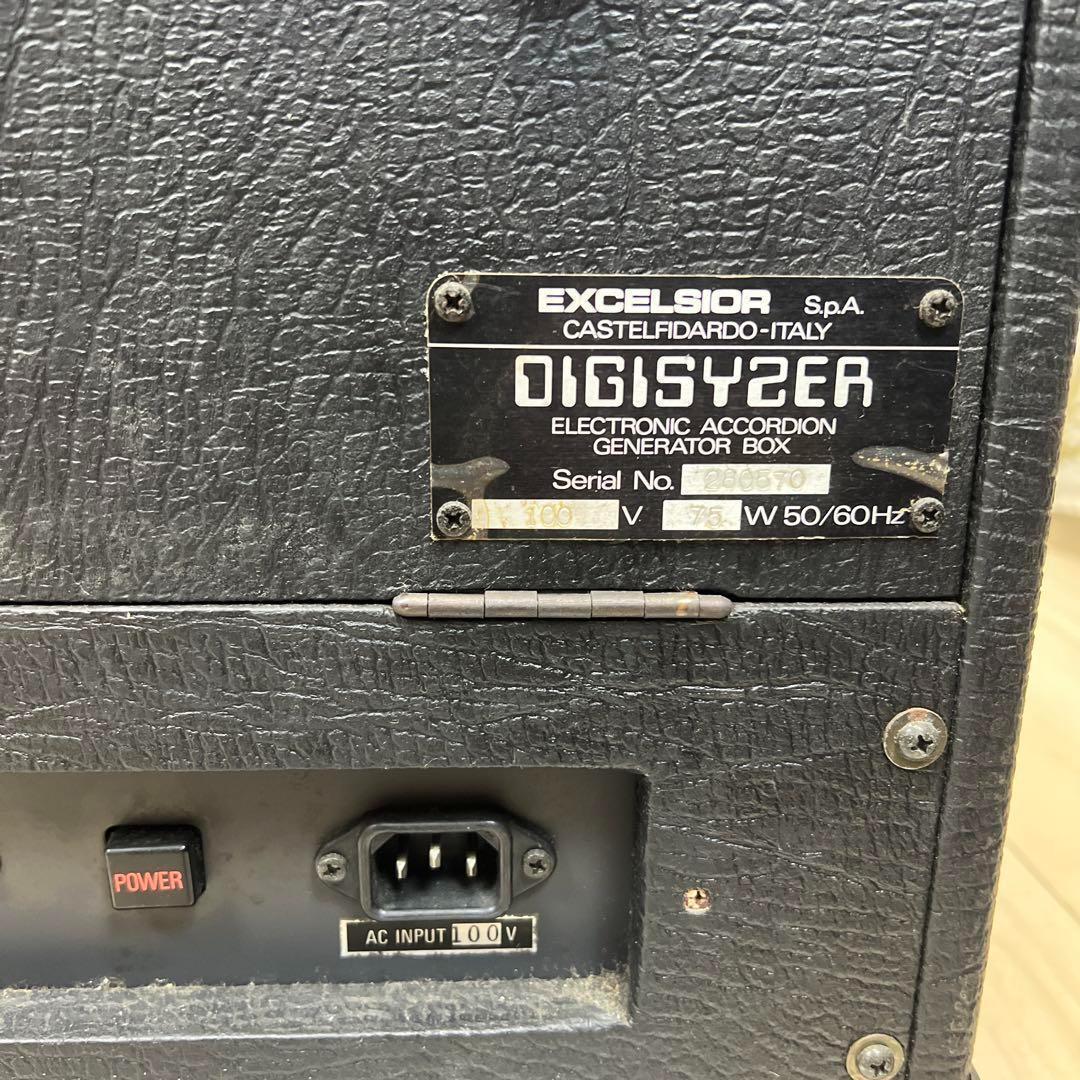 EXCELSIOR S.p.A.
CASTELFIDARDO-ITALY
DIGISYZER
ELECTRONIC ACCORDION
GENERATOR BOX
Serial No.
100 V 75 W 50/60Hz
POWER
AC INPUT 100 V